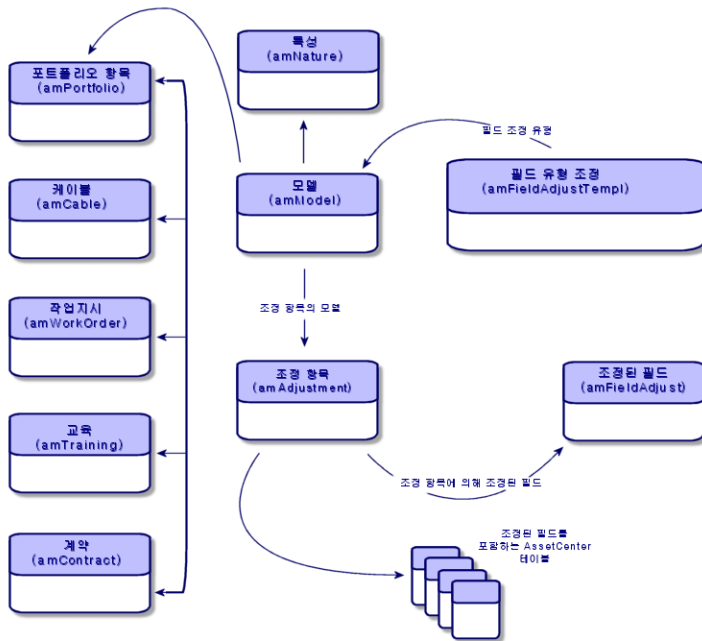 특성
(amNature)
포트폴리오 항목
(amPortfolio)
필드 조정 유형
케이블
(amCable)
모델
(amModel)
필드 유형 조정
(amFieldAdjustTempl)
작업지시
(amWorkOrder)
조정 항목의 모델
조정 항목
(amAdjustment)
조정된 필드
(amFieldAdjust)
교육
(amTraining)
조정 항목에 의해 조정된 필드
계약
(amContract)
조정된 필드를
포함하는 AssetCenter
테이블